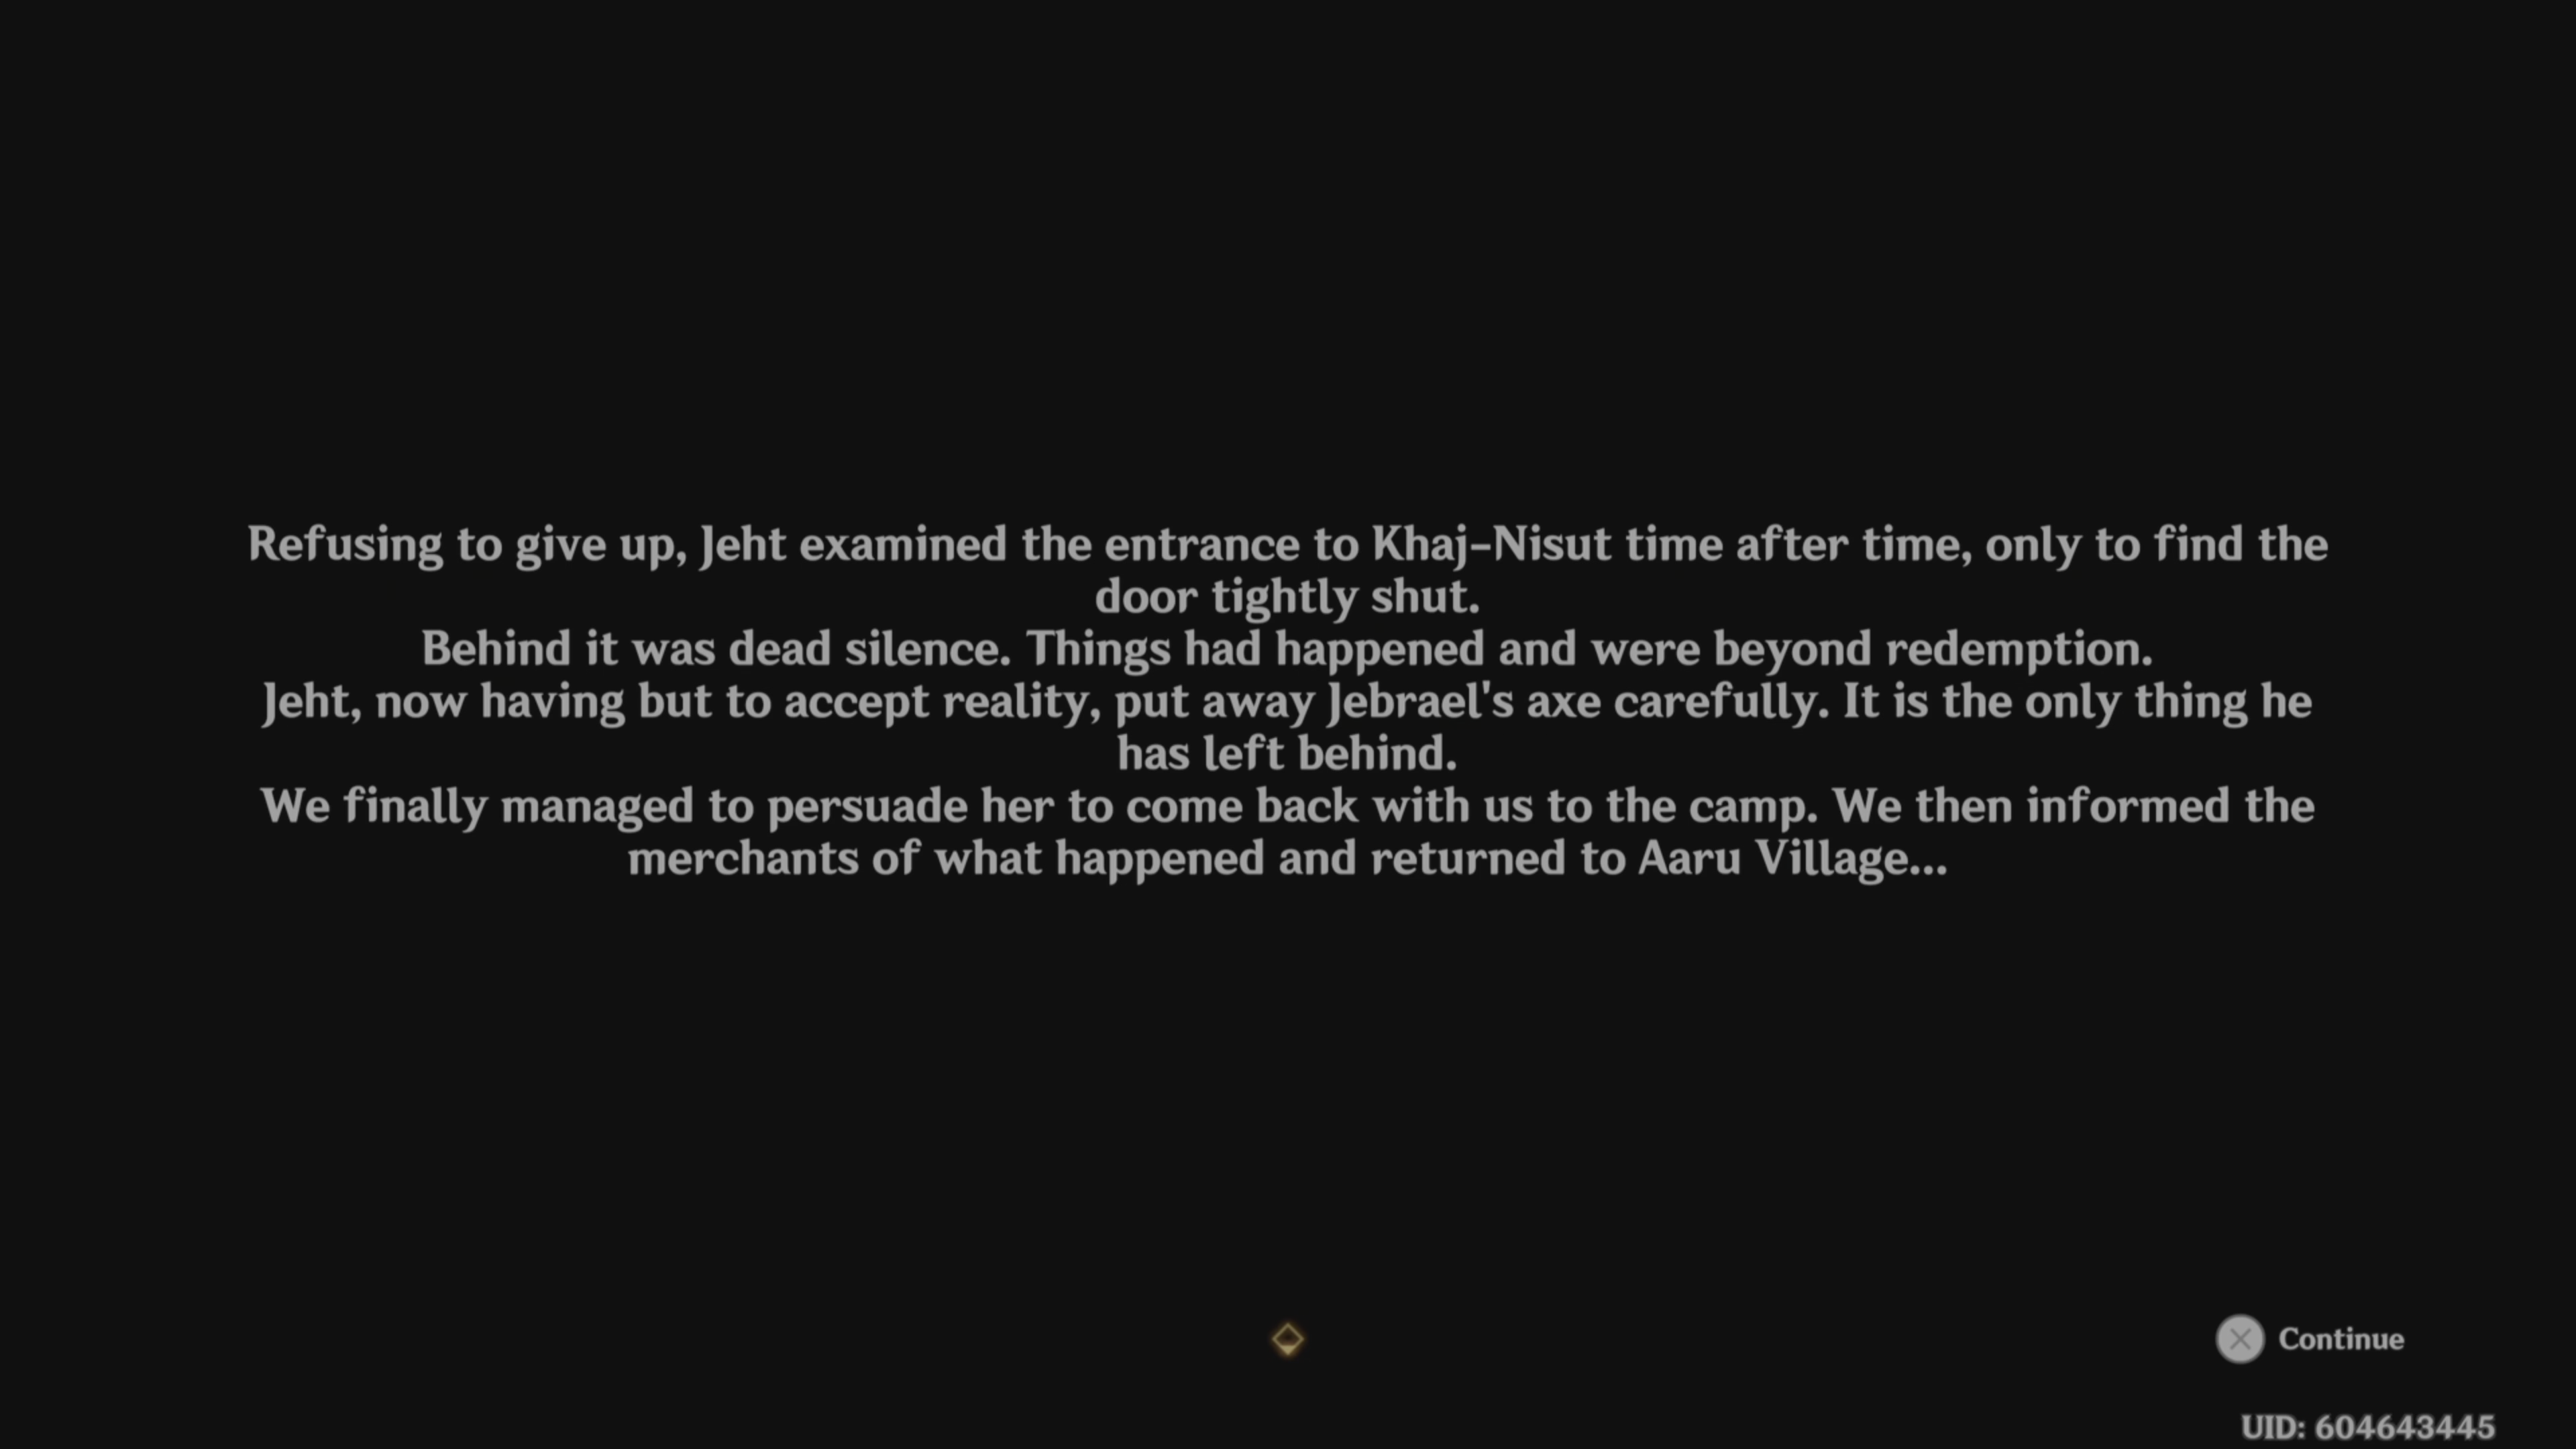 Refusing to give up, Jeht examined the entrance to Khaj-Nisut time after time, only to find the
door tightly shut.
Behind it was dead silence. Things had happened and were beyond redemption.
Jeht, now having but to accept reality, put away Jebrael's axe carefully. It is the only thing he
has left behind.
We finally managed to persuade her to come back with us to the camp. We then informed the
merchants of what happened and returned to Aaru Village...
Continue
UID: 604643445